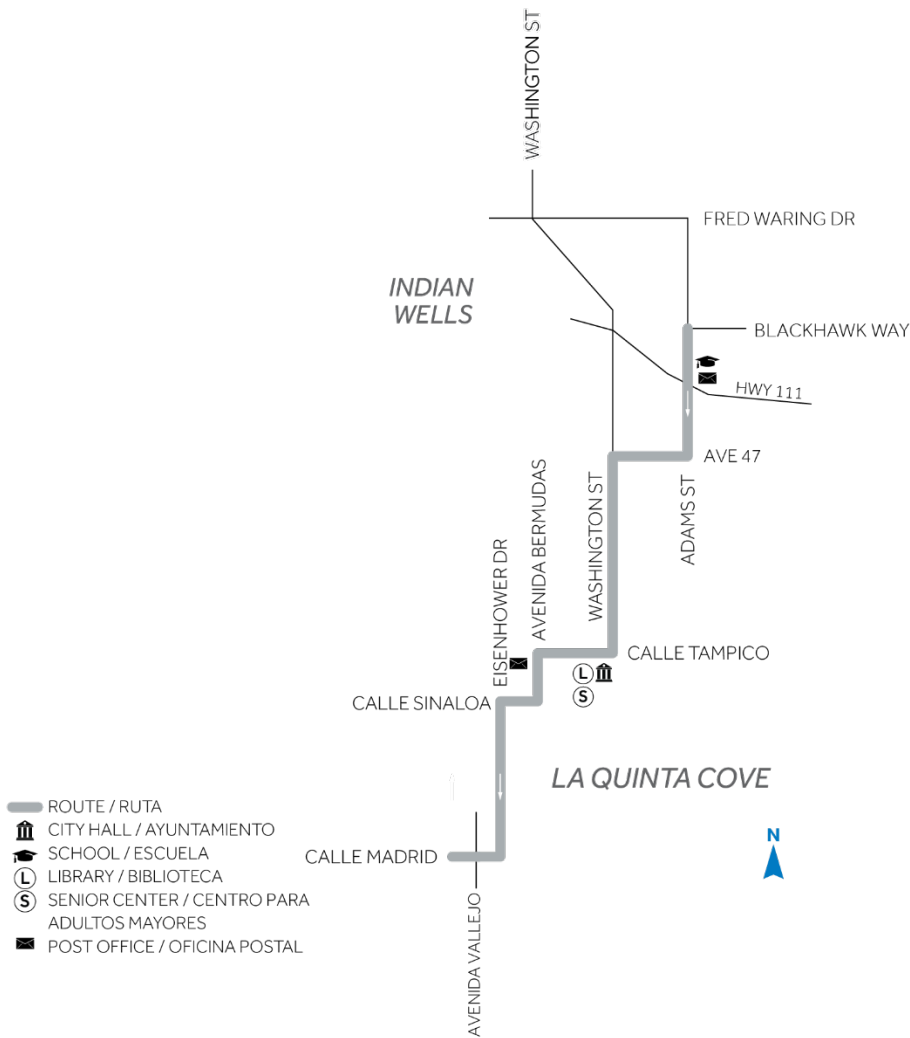 WASHINGTON ST
FRED WARING DR
INDIAN
WELLS
BLACKHAWK WAY
HWY 111
AVE 47
ADAMS ST
WASHINGTON ST
AVENIDA BERMUDAS
EISENHOWER DR
CALLE TAMPICO
L
S
CALLE SINALOA
LA QUINTA COVE
ROUTE / RUTA
CITY HALL / AYUNTAMIENTO
SCHOOL / ESCUELA
L LIBRARY / BIBLIOTECA
S SENIOR CENTER / CENTRO PARA
ADULTOS MAYORES
POST OFFICE / OFICINA POSTAL
CALLE MADRID
AVENIDA VALLEJO
N